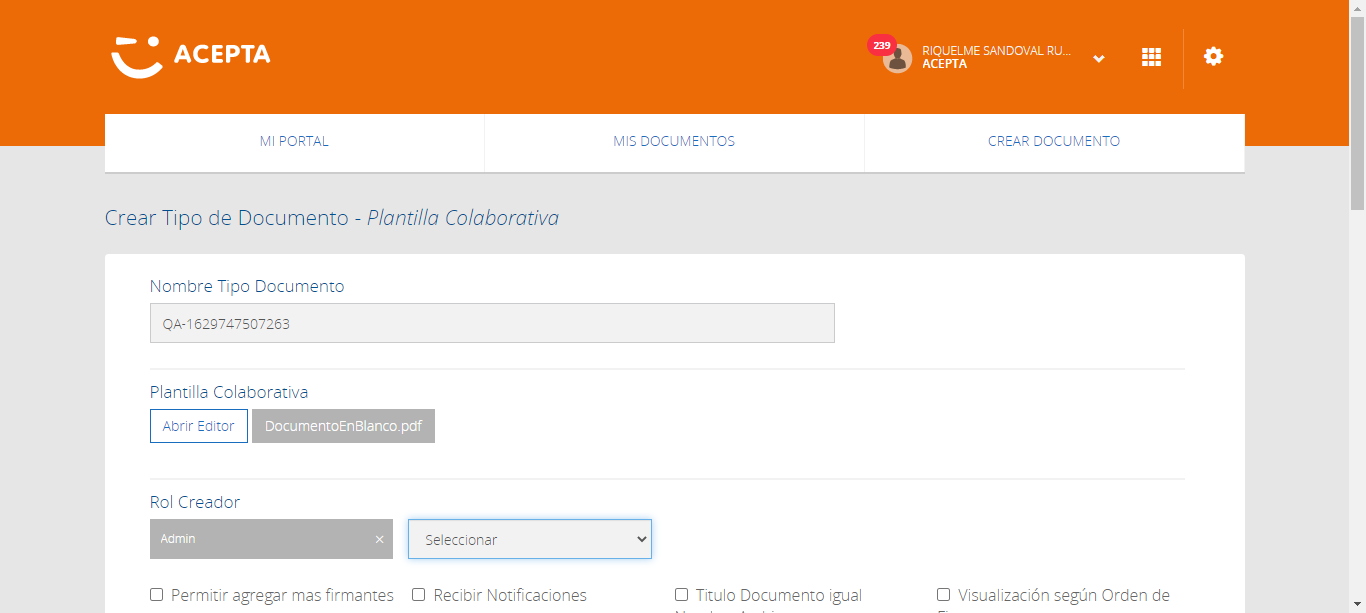 ACEPTA
239
RIQUELME SANDOVAL RU...
ACEPTA
MI PORTAL
MIS DOCUMENTOS
CREAR DOCUMENTO
Crear Tipo de Documento - Plantilla Colaborativa
Nombre Tipo Documento
QA-1629747507263
Plantilla Colaborativa
Abrir Editor
DocumentoEnBlanco.pdf
Rol Creador
Admin ×
Seleccionar
Permitir agregar mas firmantes
Recibir Notificaciones
Titulo Documento igual
Visualización según Orden de